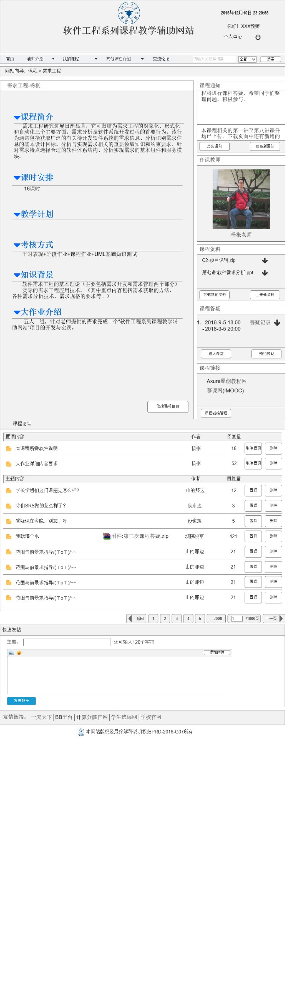 浙江大学
ZU CC
城市学院
软件工程系列课程教学辅助网站
2016年12月10日 23:20:55
你好！XXX教师
个人中心
首页 教师介绍 我的课程 其他课程介绍 交流论坛 请输入关键字搜索 全部 搜索
网站向导: 课程 > 需求工程
需求工程-杨枨
课程简介
需求工程研究进展日渐显著，它可归结为需求工程的对象化、形式化
和自动化三个主要方面，需求分析是软件系统开发过程的首要行为，该行
为通常包括获取广泛的有关待开发软件系统的需求信息、分析识别需求信
息的基本设计目标、分析与实现需求相关的重要领域知识和约束要求、针
对需求特点选择合适的软件体系结构、分析实现需求的基本组件和服务模
块。
课时安排
16课时
教学计划
考核方式
平时表现+阶段作业+课程作业+UML基础知识测试
知识背景
软件需求工程的基本理论（主要包括需求开发和需求管理两个部分）
实际的需求工程应用技术。（其中重点内容包括需求获取的方法、
各种需求分析技术，需求规格的要求等。）
大作业介绍
五人一组，针对老师提供的需求完成一个“软件工程系列课程教学辅
助网站”项目的开发与实践。
修改课程信息
课程通知
程将进行课程答疑，希望同学们整
理问题，积极参与。
本课程相关的第一讲至第八讲课件
均已上传。下载页面中还有新增的
历史通知 发布新通知
任课教师
杨枨老师
课程资料
C2-项目说明.zip
第七讲:软件需求分析.ppt
下载其他资料 上传新资料
课程答疑
1. 2016-9-5 18:00 答疑记录
- 2016-9-5 20:00
进入课堂 预约答疑
课程链接
Axure原创教程网
慕课网(IMOOC)
课程链接管理
课程论坛
置顶内容 作者 回复量
本课程所需软件说明 杨枨 18 取消置顶 删除
大作业详细内容要求 杨枨 52 取消置顶 删除
主题内容 作者 回复量
学长学姐们这门课感觉怎么样? 山的那边 12 置顶 删除
你们SRS做的怎么样了？ 泉水边 3 置顶 删除
答疑课在今晚，别忘了呀 没道理 5 置顶 删除
我就灌个水 附件:第三次课程答疑.zip 城院校草 421 置顶 删除
范围与前景求指导/(ㄒoㄒ)/~~ 山的那边 21 置顶 删除
范围与前景求指导/(ㄒoㄒ)/~~ 山的那边 21 置顶 删除
范围与前景求指导/(ㄒoㄒ)/~~ 山的那边 21 置顶 删除
范围与前景求指导/(ㄒoㄒ)/~~ 山的那边 21 置顶 删除
返回 1 2 3 4 5 ...2006 1 /1000页 下一页
快速发帖
主题： 还可输入120个字符
添加附件
发表帖子
友情链接： 一夫天下|BB平台|计算分院官网|学生选课网|学校官网
本网站版权及最终解释说明权归PRD-2016-G07所有